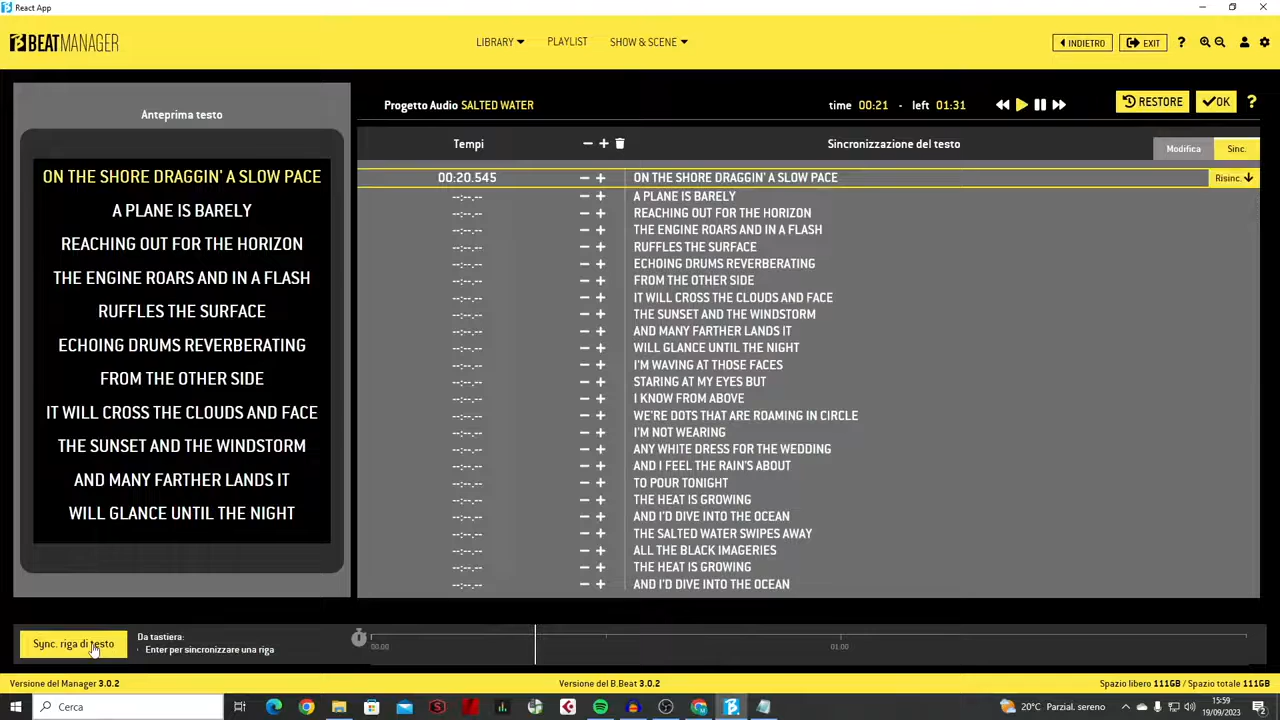 React App
BEATMANAGER
LIBRARY
PLAYLIST
SHOW & SCENE
INDIETRO
EXIT
?
Anteprima testo
ON THE SHORE DRAGGIN' A SLOW PACE
A PLANE IS BARELY
REACHING OUT FOR THE HORIZON
THE ENGINE ROARS AND IN A FLASH
RUFFLES THE SURFACE
ECHOING DRUMS REVERBERATING
FROM THE OTHER SIDE
IT WILL CROSS THE CLOUDS AND FACE
THE SUNSET AND THE WINDSTORM
AND MANY FARTHER LANDS IT
WILL GLANCE UNTIL THE NIGHT
Progetto Audio SALTED WATER
time 00:21 - left 01:31
RESTORE
OK
?
Tempi
Sincronizzazione del testo
Modifica
Sinc.
00:20.545 ON THE SHORE DRAGGIN' A SLOW PACE Risinc.
--:--.-- A PLANE IS BARELY
--:--.-- REACHING OUT FOR THE HORIZON
--:--.-- THE ENGINE ROARS AND IN A FLASH
--:--.-- RUFFLES THE SURFACE
--:--.-- ECHOING DRUMS REVERBERATING
--:--.-- FROM THE OTHER SIDE
--:--.-- IT WILL CROSS THE CLOUDS AND FACE
--:--.-- THE SUNSET AND THE WINDSTORM
--:--.-- AND MANY FARTHER LANDS IT
--:--.-- WILL GLANCE UNTIL THE NIGHT
--:--.-- I'M WAVING AT THOSE FACES
--:--.-- STARING AT MY EYES BUT
--:--.-- I KNOW FROM ABOVE
--:--.-- WE'RE DOTS THAT ARE ROAMING IN CIRCLE
--:--.-- I'M NOT WEARING
--:--.-- ANY WHITE DRESS FOR THE WEDDING
--:--.-- AND I FEEL THE RAIN'S ABOUT
--:--.-- TO POUR TONIGHT
--:--.-- THE HEAT IS GROWING
--:--.-- AND I'D DIVE INTO THE OCEAN
--:--.-- THE SALTED WATER SWIPES AWAY
--:--.-- ALL THE BLACK IMAGERIES
--:--.-- THE HEAT IS GROWING
--:--.-- AND I'D DIVE INTO THE OCEAN
Sync. riga di testo
Da tastiera:
Enter per sincronizzare una riga
00.00
01:00
Versione del Manager 3.0.2
Versione del B.Beat 3.0.2
Spazio libero 111GB / Spazio totale 111GB
Cerca
20°C Parzial. sereno
15:59
19/09/2023